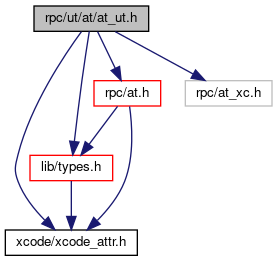 rpc/ut/at/at_ut.h
rpc/at.h
rpc/at_xc.h
lib/types.h
xcode/xcode_attr.h